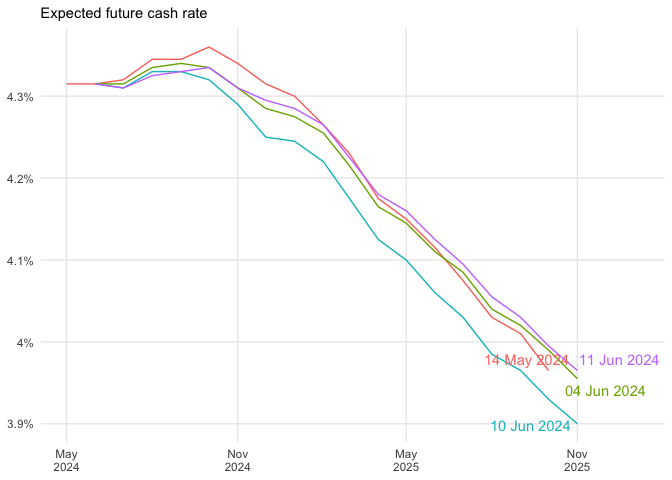 Expected future cash rate
4.3%
4.2%
4.1%
4%
3.9%
14 May 2024
11 Jun 2024
04 Jun 2024
10 Jun 2024
May
2024
Nov
2024
May
2025
Nov
2025